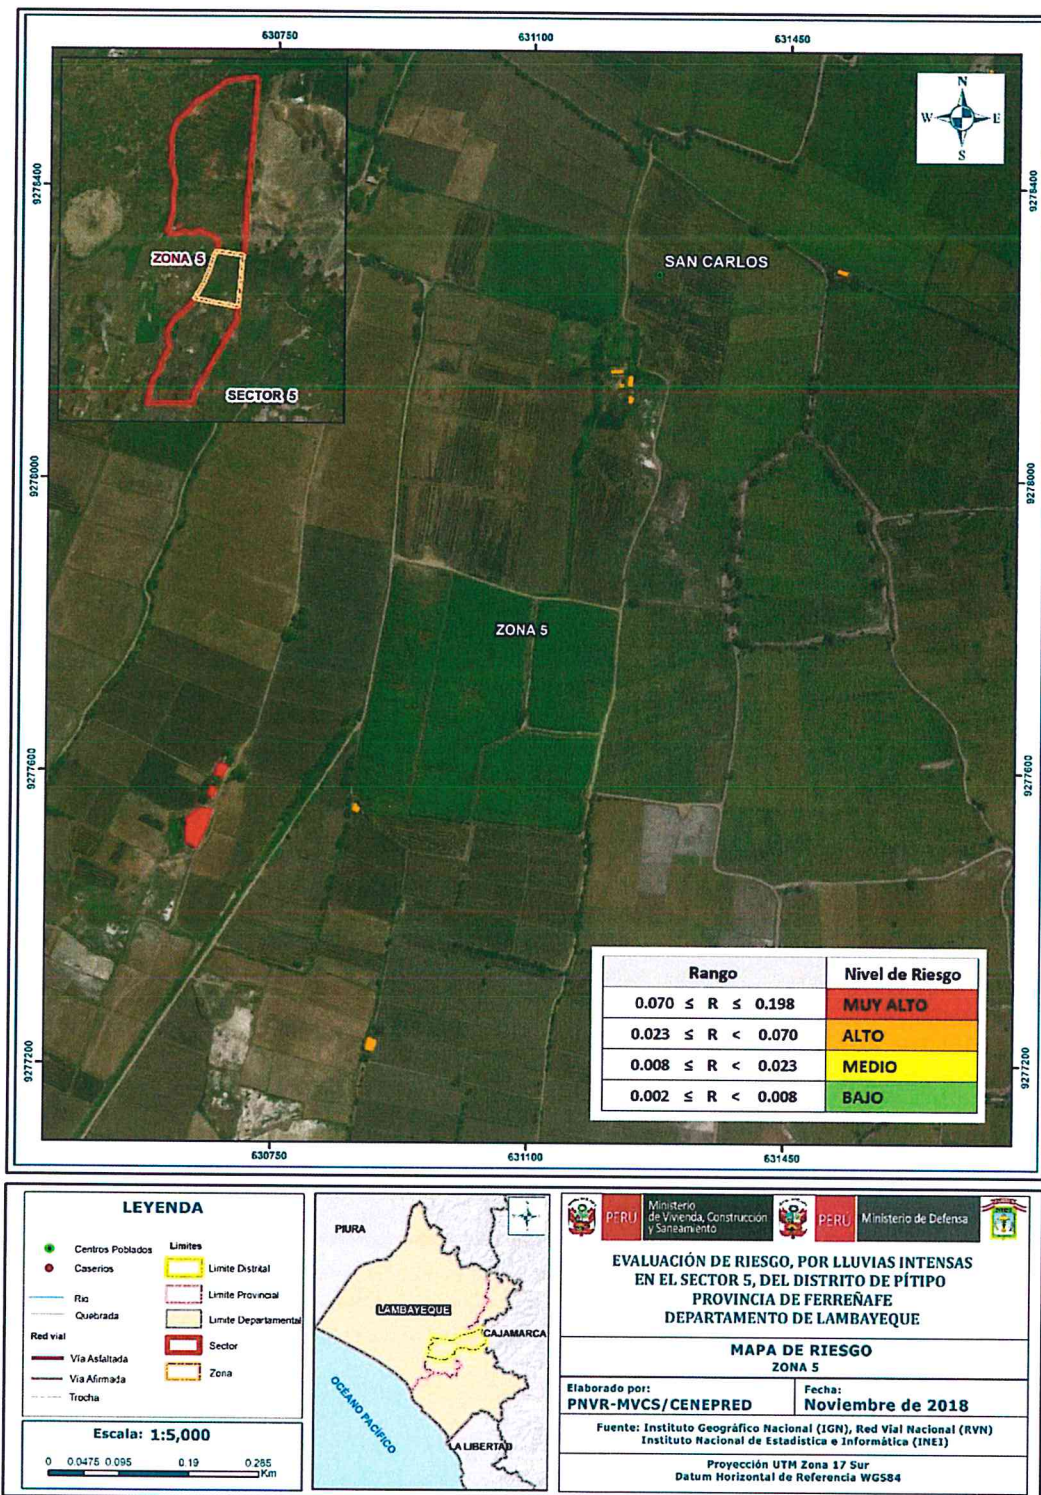 630750
631100
631450
N
W
E
S
9278400
9278400
ZONA 5
SECTOR 5
SAN CARLOS
9278000
9278000
ZONA 5
9277600
9277600
Rango
Nivel de Riesgo
0.070 ≤ R ≤ 0.198
MUY ALTO
0.023 ≤ R < 0.070
ALTO
0.008 ≤ R < 0.023
MEDIO
0.002 ≤ R < 0.008
BAJO
9277200
9277200
630750
631100
631450
LEYENDA
Centros Poblados
Caserios
Rio
Quebrada
Red vial
Vía Asfaltada
Vía Afirmada
Trocha
Limites
Limite Distrital
Limite Provincial
Limite Departamental
Sector
Zona
Escala: 1:5,000
0 0.0475 0.095 0.19 0.285
Km
PIURA
LAMBAYEQUE
CAJAMARCA
OCÉANO PACÍFICO
LA LIBERTAD
PERÚ
Ministerio
de Vivienda, Construcción
y Saneamiento
PERÚ
Ministerio de Defensa
EVALUACIÓN DE RIESGO, POR LLUVIAS INTENSAS
EN EL SECTOR 5, DEL DISTRITO DE PÍTIPO
PROVINCIA DE FERREÑAFE
DEPARTAMENTO DE LAMBAYEQUE
MAPA DE RIESGO
ZONA 5
Elaborado por:
PNVR-MVCS/CENEPRED
Fecha:
Noviembre de 2018
Fuente: Instituto Geográfico Nacional (IGN), Red Vial Nacional (RVN)
Instituto Nacional de Estadística e Informática (INEI)
Proyección UTM Zona 17 Sur
Datum Horizontal de Referencia WGS84